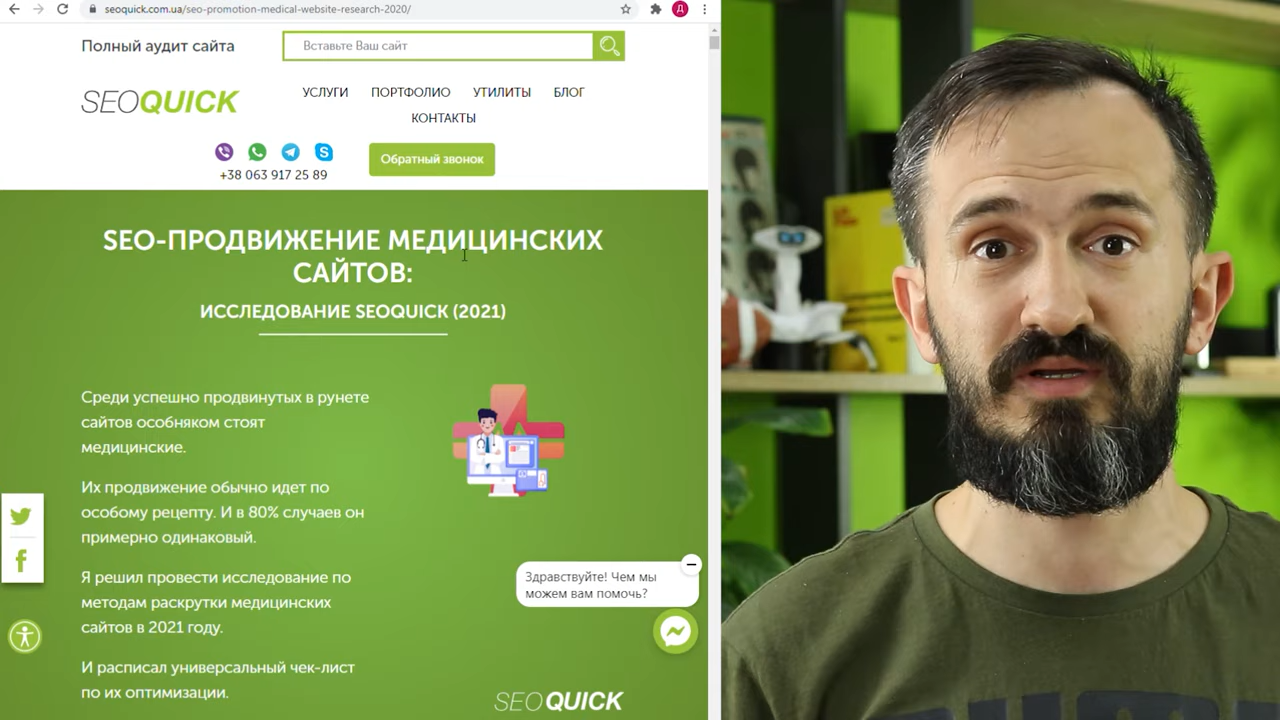 seoquick.com.ua/seo-promotion-medical-website-research-2020/
Д
Полный аудит сайта
Вставьте Ваш сайт
SEOQUICK
УСЛУГИ ПОРТФОЛИО УТИЛИТЫ БЛОГ
КОНТАКТЫ
+38 063 917 25 89
Обратный звонок
SEO-ПРОДВИЖЕНИЕ МЕДИЦИНСКИХ
САЙТОВ:
ИССЛЕДОВАНИЕ SEOQUICK (2021)
Среди успешно продвинутых в рунете
сайтов особняком стоят
медицинские.
Их продвижение обычно идет по
особому рецепту. И в 80% случаев он
примерно одинаковый.
Я решил провести исследование по
методам раскрутки медицинских
сайтов в 2021 году.
И расписал универсальный чек-лист
по их оптимизации.
Здравствуйте! Чем мы
можем вам помочь?
SEOQUICK